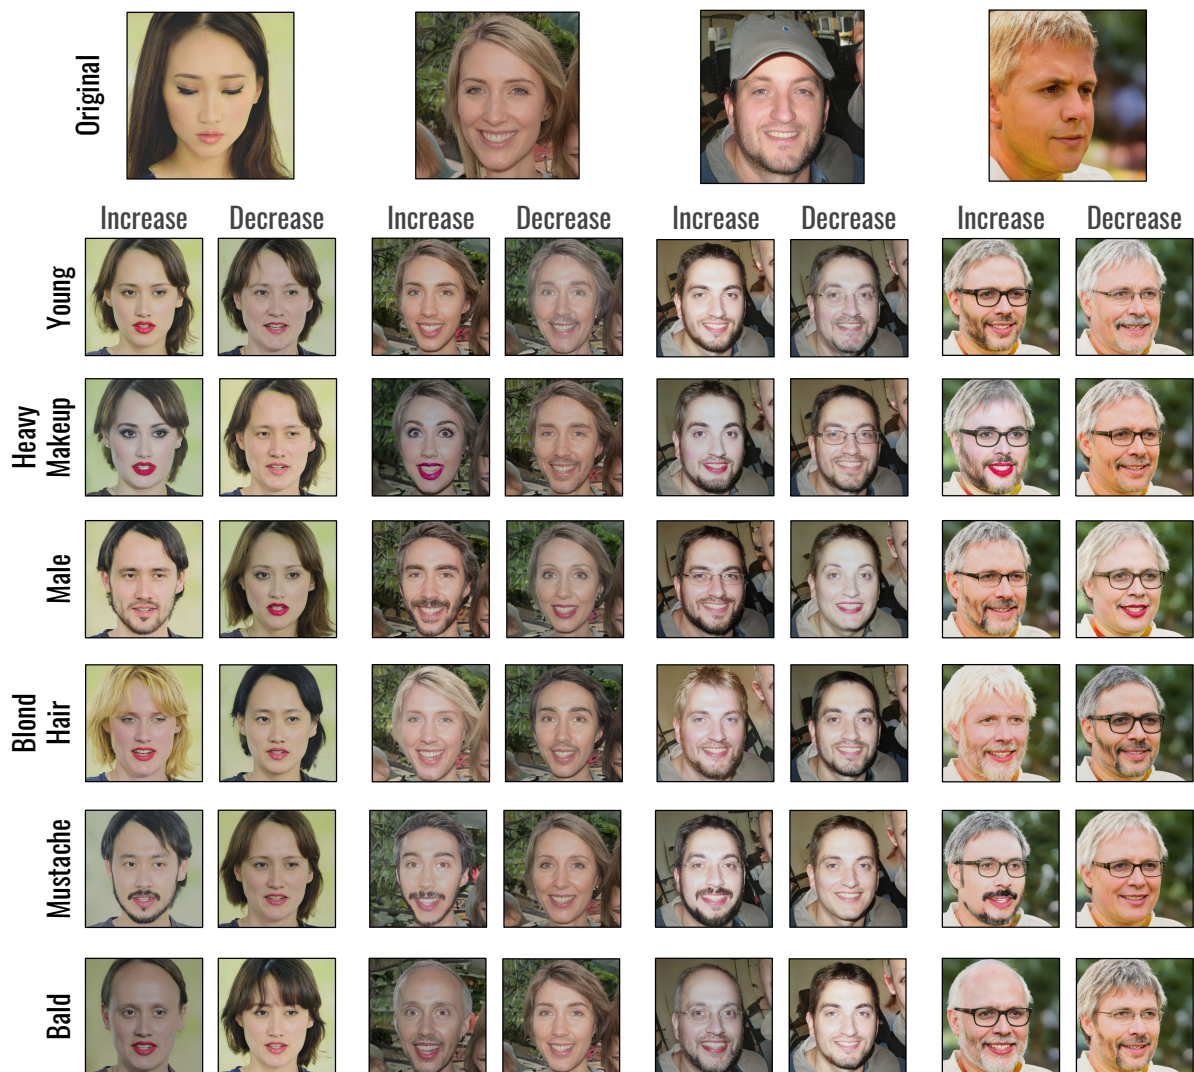 Original
Increase Decrease Increase Decrease Increase Decrease Increase Decrease
Young
Heavy
Makeup
Male
Blond
Hair
Mustache
Bald